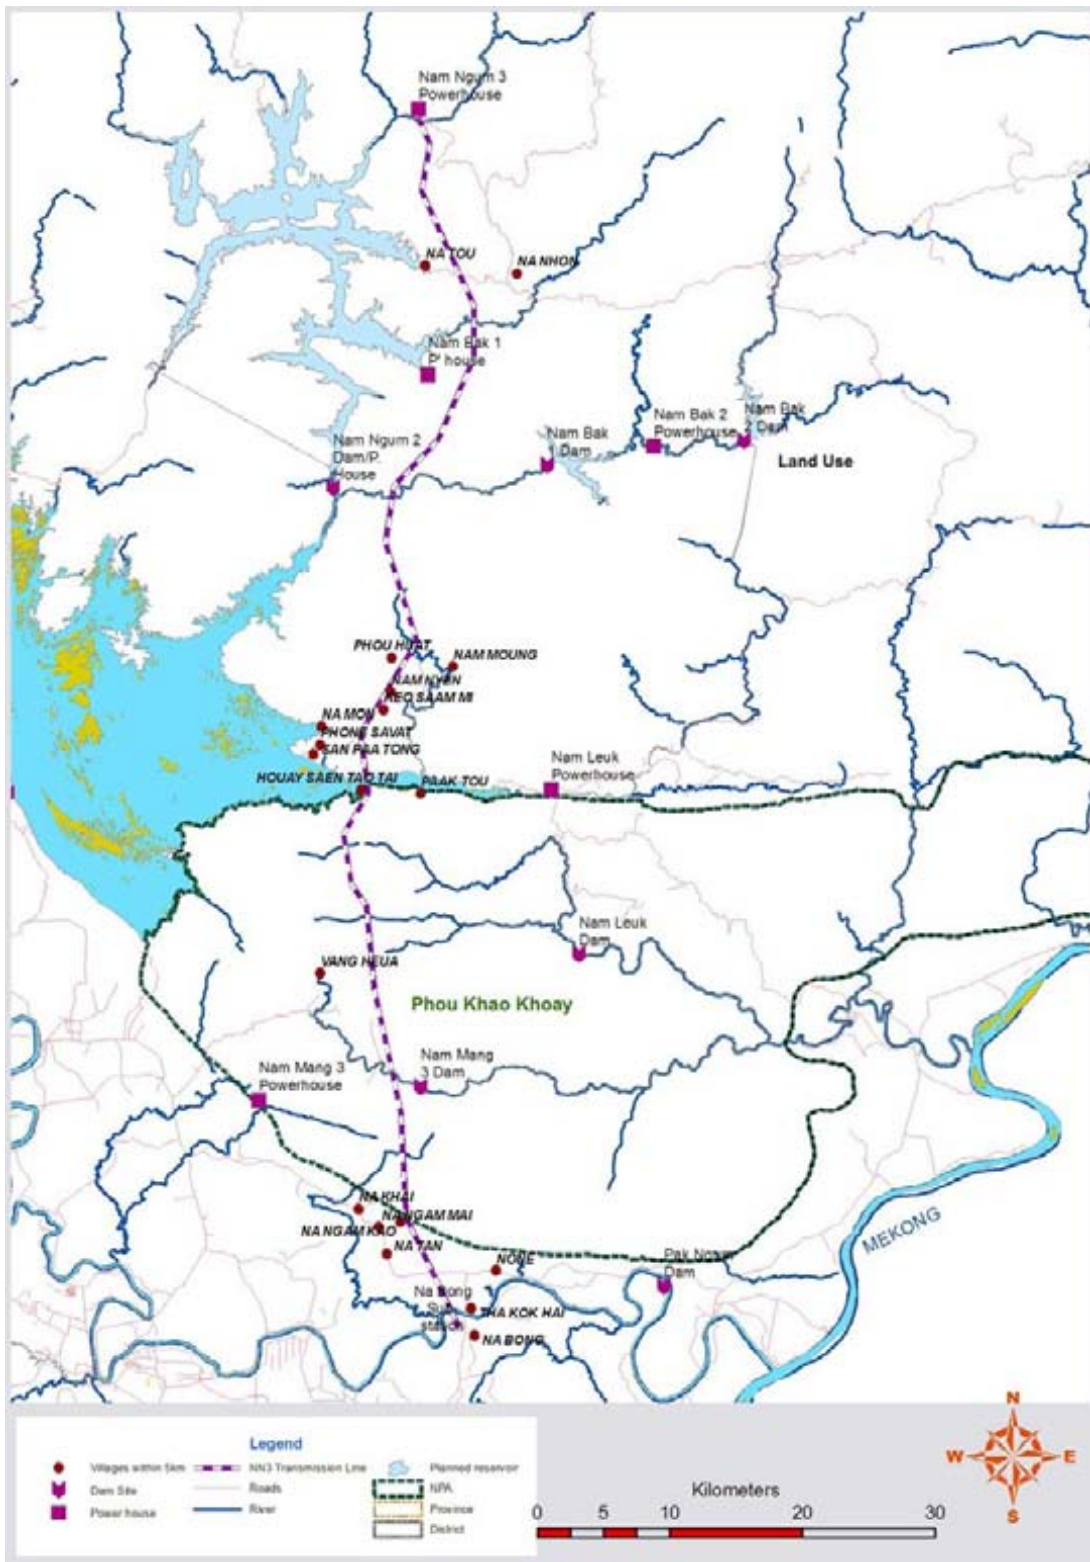 Nam Ngum 3
Powerhouse
NA TOU
NA NHON
Nam Bak 1
P' house
Nam Ngum 2
Dam/P.
House
Nam Bak
1 Dam
Nam Bak 2
Powerhouse
Nam Bak
2 Dam
Land Use
PHOU HUAT
NAM MOUNG
NAM NYEN
KEO SAAM MI
NA MON
PHONE SAVAT
SAN PAA TONG
HOUAY SAEN TAO TAI
PAAK TOU
Nam Leuk
Powerhouse
Nam Leuk
Dam
VANG HEUA
Phou Khao Khoay
Nam Mang 3
Powerhouse
Nam Mang
3 Dam
NA KHAI
NA NGAM MAI
NA NGAM KAO
NA TAN
NONE
Na Bong
Sub
station
THA KOK HAI
NA BONG
Pak
Dam
MEKONG
Legend
Villages within 5km
Dam Site
Power house
NN3 Transmission Line
Roads
River
Planned reservoir
NPA
Province
District
Kilometers
0 5 10 20 30
N
W E
S